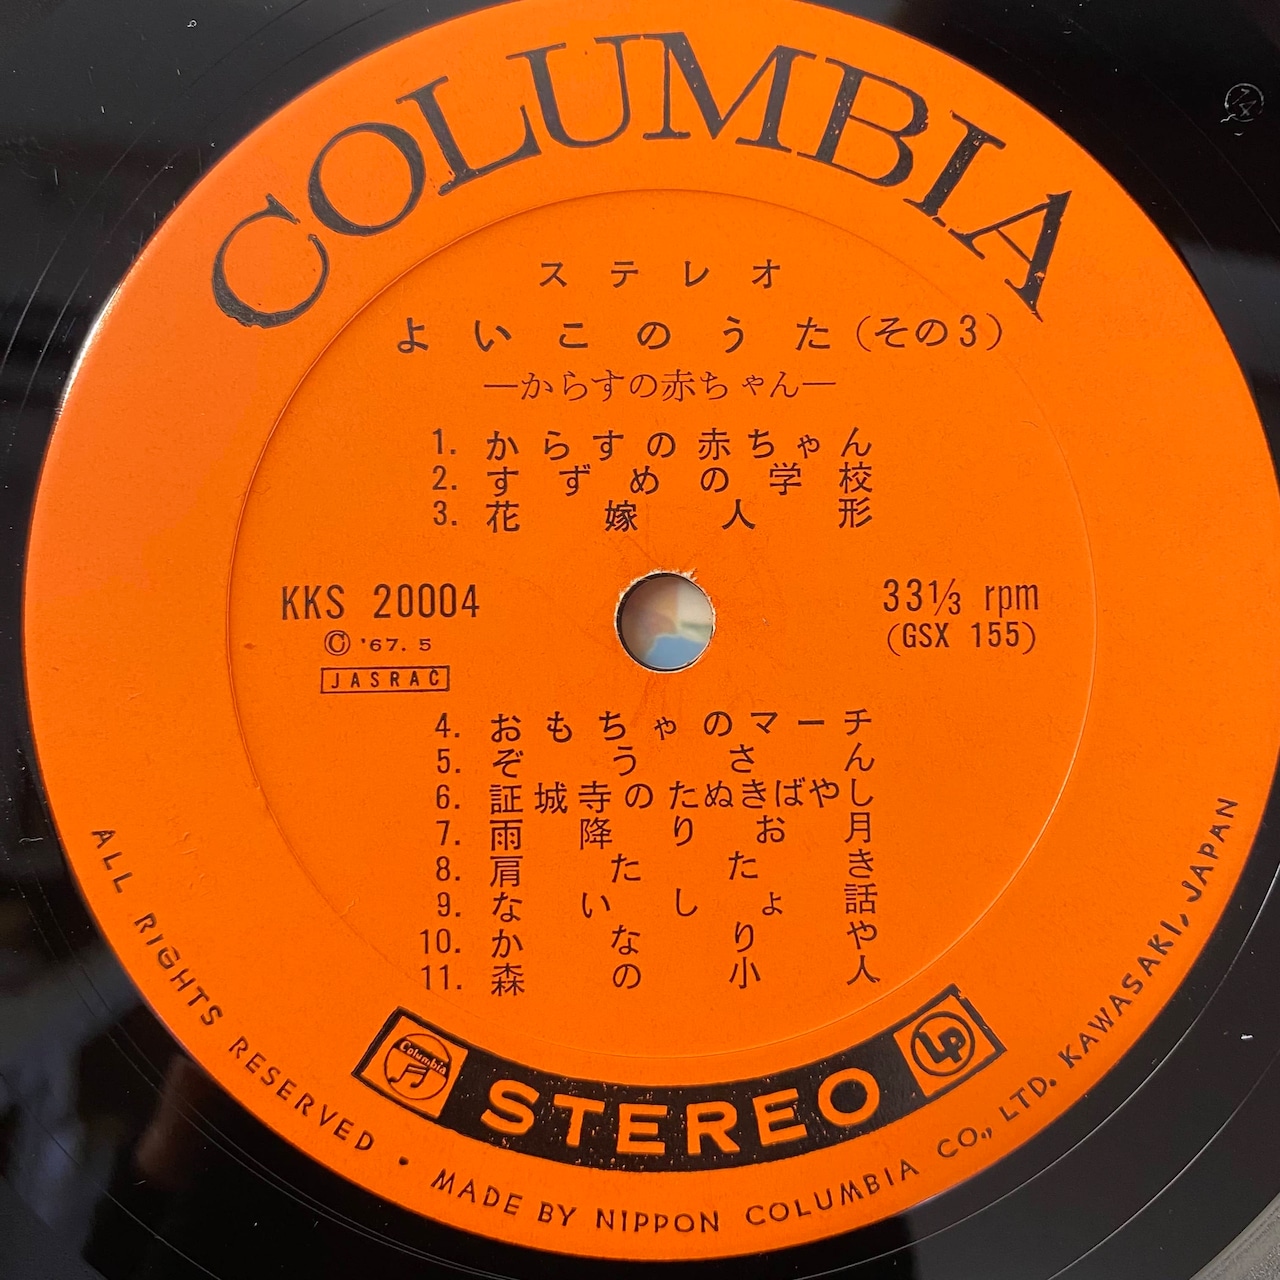 COLUMBIA
ステレオ
よいこのうた（その3）
―からすの赤ちゃん―
1. からすの赤ちゃん
2. すずめの学校
3. 花嫁人形
KKS 20004
Ⓒ '67. 5
JASRAC
33⅓ rpm
(GSX 155)
4. おもちゃのマーチ
5. ぞうさん
6. 証城寺のたぬきばやし
7. 雨降りお月
8. 肩たたき
9. ないしょ話
10. かなりや
11. 森の小人
Columbia
STEREO
LP
ALL RIGHTS RESERVED • MADE BY NIPPON COLUMBIA CO., LTD. KAWASAKI, JAPAN